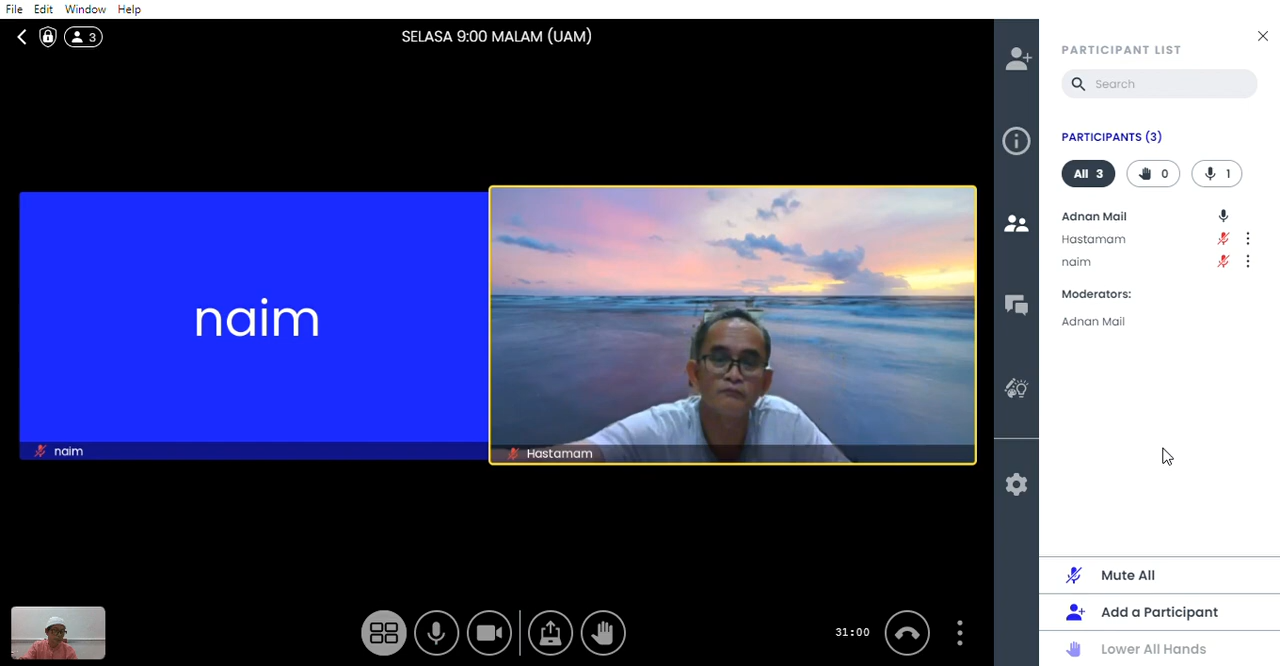 File Edit Window Help
3
SELASA 9:00 MALAM (UAM)
naim
naim
Hastamam
31:00
PARTICIPANT LIST
Search
PARTICIPANTS (3)
All 3
0
1
Adnan Mail
Hastamam
naim
Moderators:
Adnan Mail
Mute All
Add a Participant
Lower All Hands